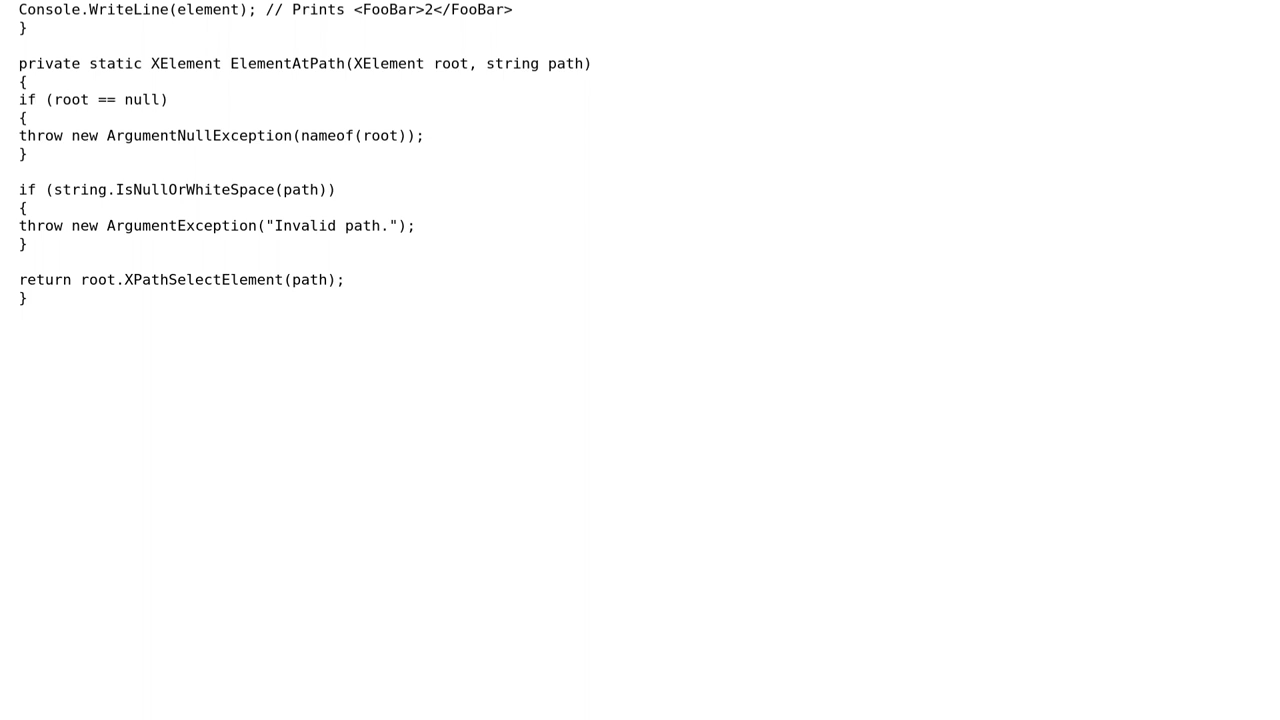 Console.WriteLine(element); // Prints <FooBar>2</FooBar>
}

private static XElement ElementAtPath(XElement root, string path)
{
if (root == null)
{
throw new ArgumentNullException(nameof(root));
}

if (string.IsNullOrWhiteSpace(path))
{
throw new ArgumentException("Invalid path.");
}

return root.XPathSelectElement(path);
}